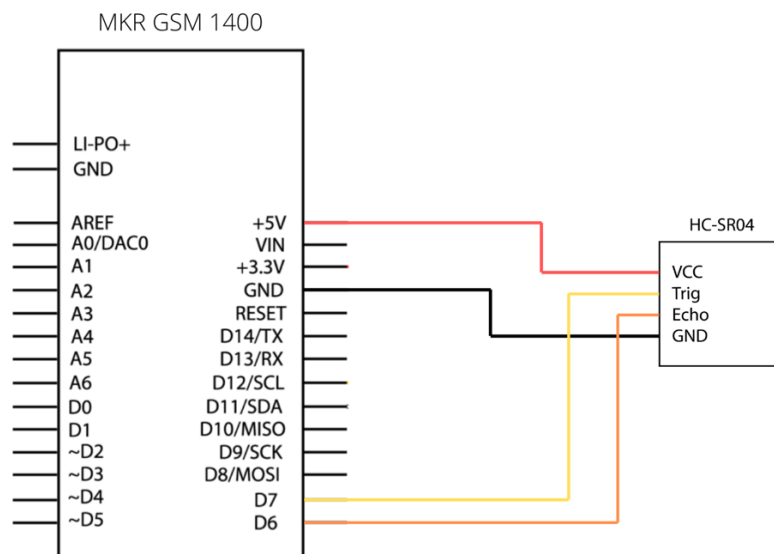 MKR GSM 1400
LI-PO+
GND
AREF
A0/DAC0
A1
A2
A3
A4
A5
A6
D0
D1
~D2
~D3
~D4
~D5
+5V
VIN
+3.3V
GND
RESET
D14/TX
D13/RX
D12/SCL
D11/SDA
D10/MISO
D9/SCK
D8/MOSI
D7
D6
HC-SR04
VCC
Trig
Echo
GND